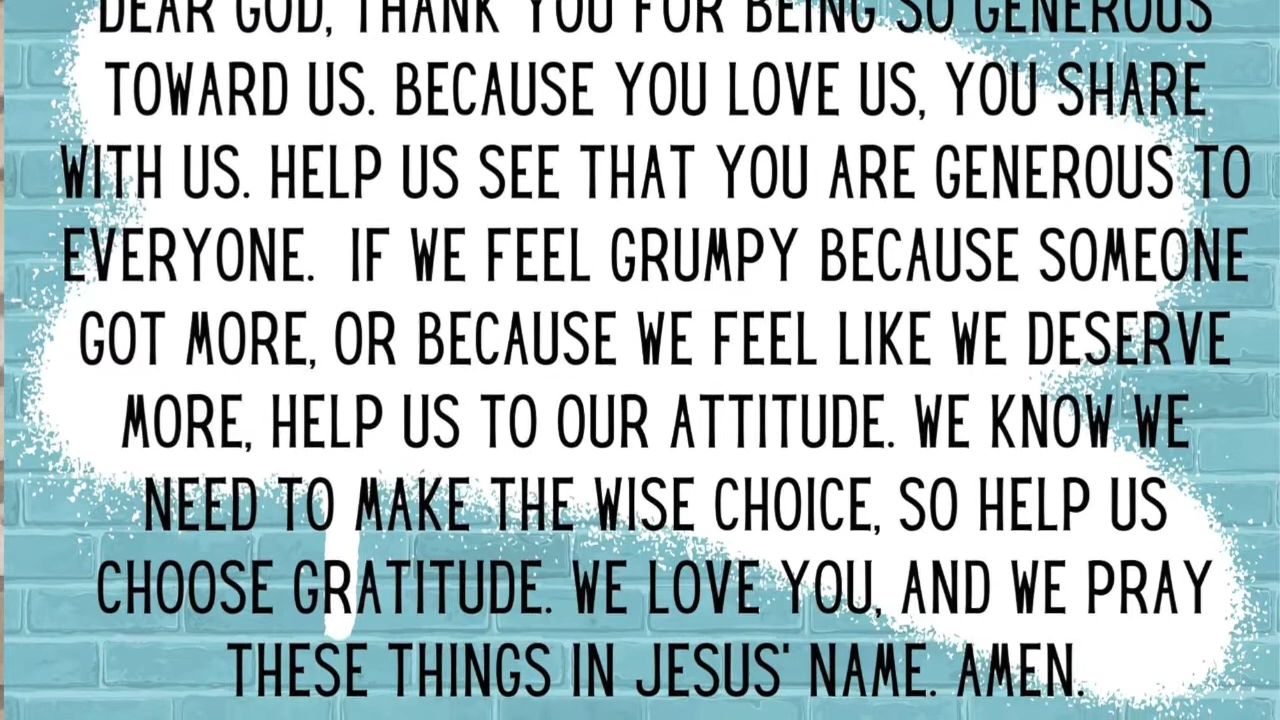 DEAR GOD, THANK YOU FOR BEING SO GENEROUS
TOWARD US. BECAUSE YOU LOVE US, YOU SHARE
WITH US. HELP US SEE THAT YOU ARE GENEROUS TO
EVERYONE.  IF WE FEEL GRUMPY BECAUSE SOMEONE
GOT MORE, OR BECAUSE WE FEEL LIKE WE DESERVE
MORE, HELP US TO OUR ATTITUDE. WE KNOW WE
NEED TO MAKE THE WISE CHOICE, SO HELP US
CHOOSE GRATITUDE. WE LOVE YOU, AND WE PRAY
THESE THINGS IN JESUS' NAME. AMEN.